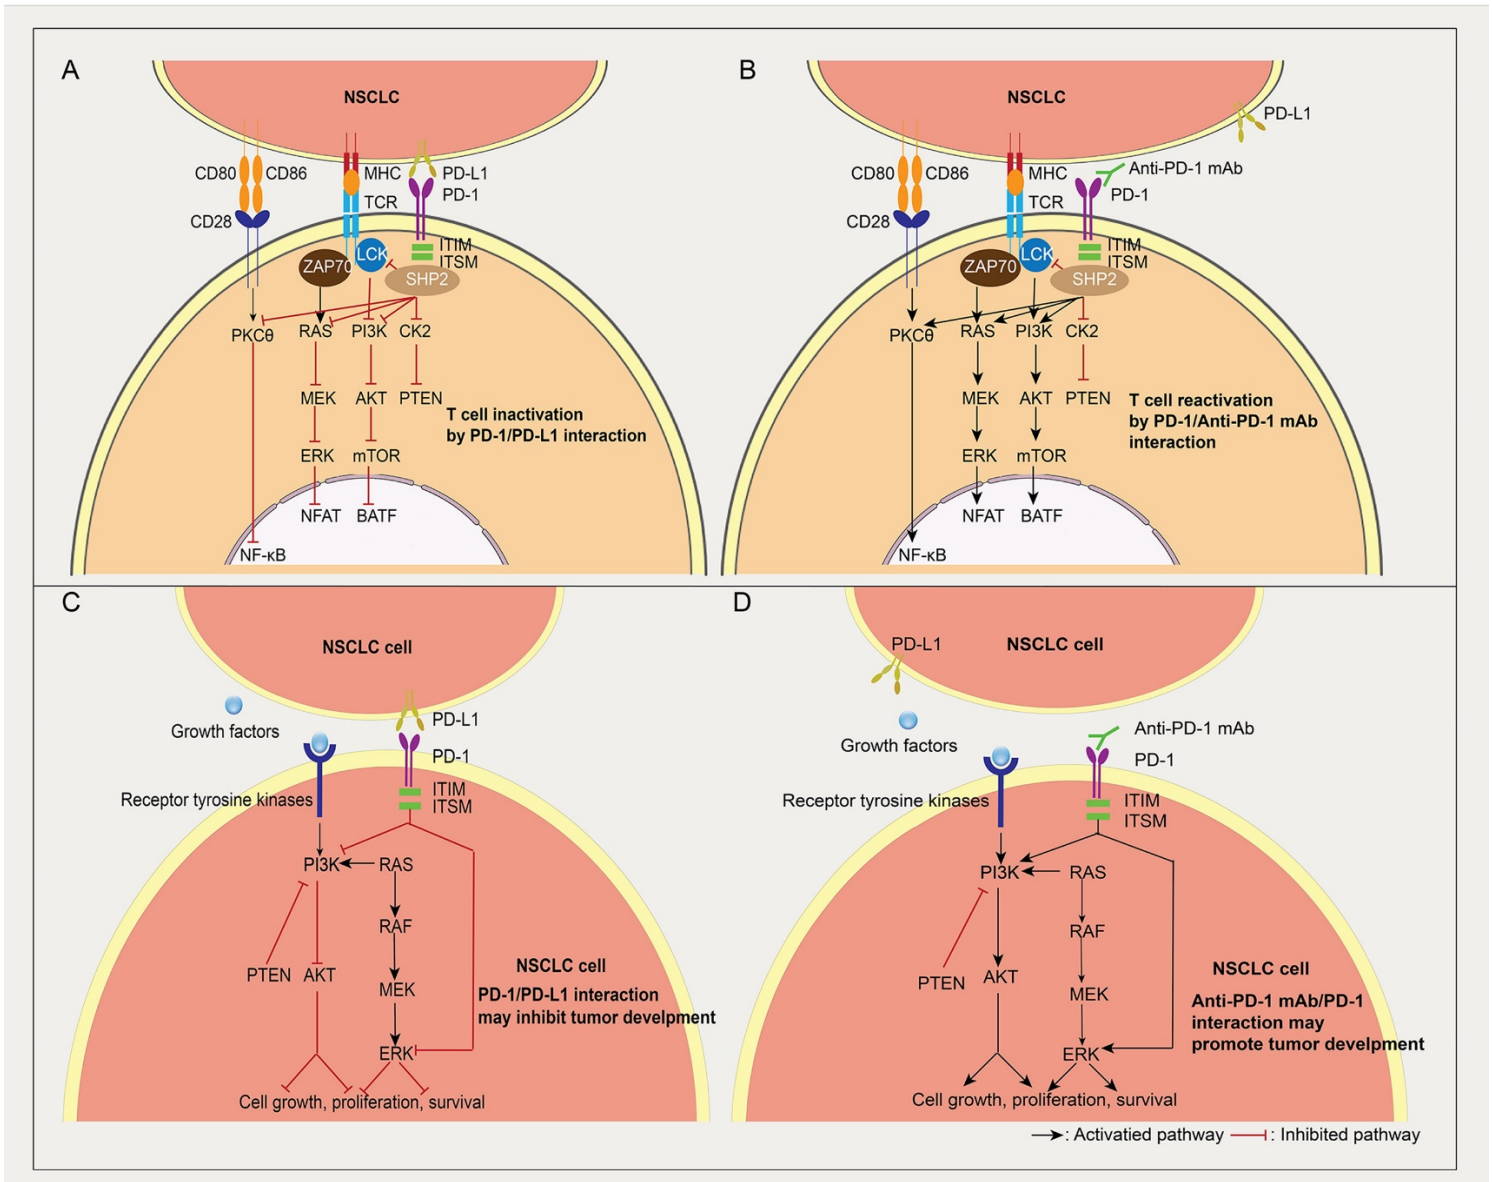 A
NSCLC
CD80
CD86
MHC
PD-L1
PD-1
CD28
TCR
ITIM
ITSM
LCK
ZAP70
SHP2
PKCθ
RAS
PI3K
CK2
MEK
AKT
PTEN
T cell inactivation
by PD-1/PD-L1 interaction
ERK
mTOR
NFAT
BATF
NF-κB
B
NSCLC
PD-L1
CD80
CD86
MHC
Anti-PD-1 mAb
PD-1
CD28
TCR
ITIM
ITSM
LCK
ZAP70
SHP2
PKCθ
RAS
PI3K
CK2
MEK
AKT
PTEN
T cell reactivation
by PD-1/Anti-PD-1 mAb
interaction
ERK
mTOR
NFAT
BATF
NF-κB
C
NSCLC cell
Growth factors
PD-L1
PD-1
Receptor tyrosine kinases
ITIM
ITSM
PI3K
RAS
RAF
PTEN
AKT
MEK
NSCLC cell
PD-1/PD-L1 interaction
may inhibit tumor develpment
ERK
Cell growth, proliferation, survival
D
PD-L1
NSCLC cell
Growth factors
Anti-PD-1 mAb
PD-1
Receptor tyrosine kinases
ITIM
ITSM
PI3K
RAS
RAF
PTEN
AKT
MEK
NSCLC cell
Anti-PD-1 mAb/PD-1
interaction may
promote tumor develpment
ERK
Cell growth, proliferation, survival
: Activatied pathway
: Inhibited pathway